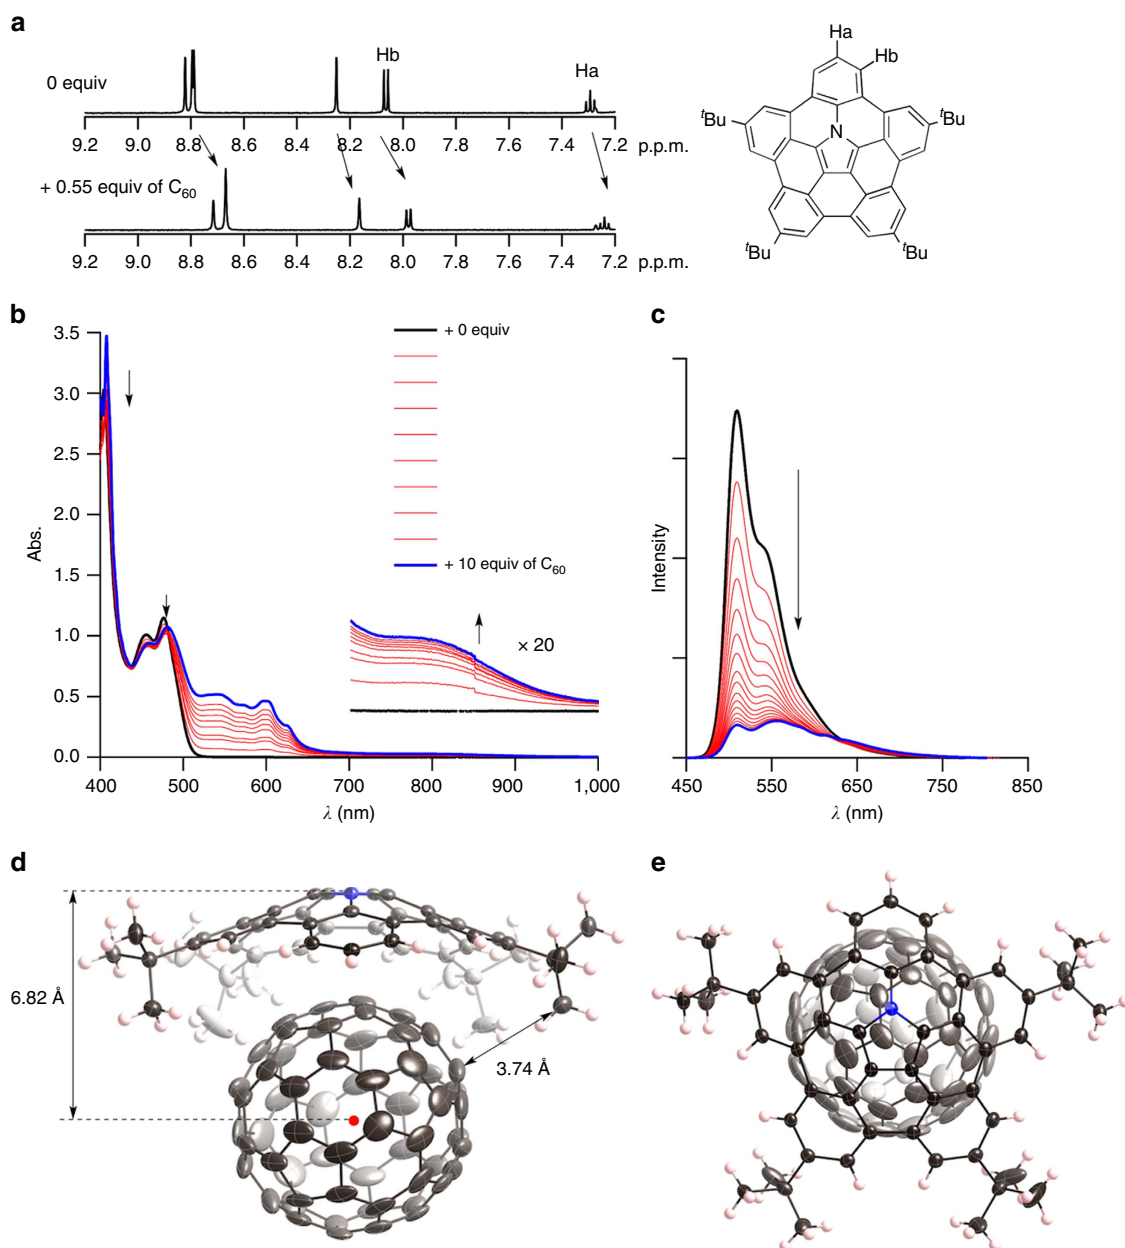 a
0 equiv
Hb
Ha
9.2 9.0 8.8 8.6 8.4 8.2 8.0 7.8 7.6 7.4 7.2 p.p.m.
+ 0.55 equiv of C60
9.2 9.0 8.8 8.6 8.4 8.2 8.0 7.8 7.6 7.4 7.2 p.p.m.
Ha
Hb
tBu
N
tBu
tBu
tBu
b
3.5
3.0
2.5
2.0
1.5
1.0
0.5
0.0
Abs.
+ 0 equiv
+ 10 equiv of C60
× 20
400 500 600 700 800 900 1,000
λ (nm)
c
Intensity
450 550 650 750 850
λ (nm)
d
6.82 Å
3.74 Å
e